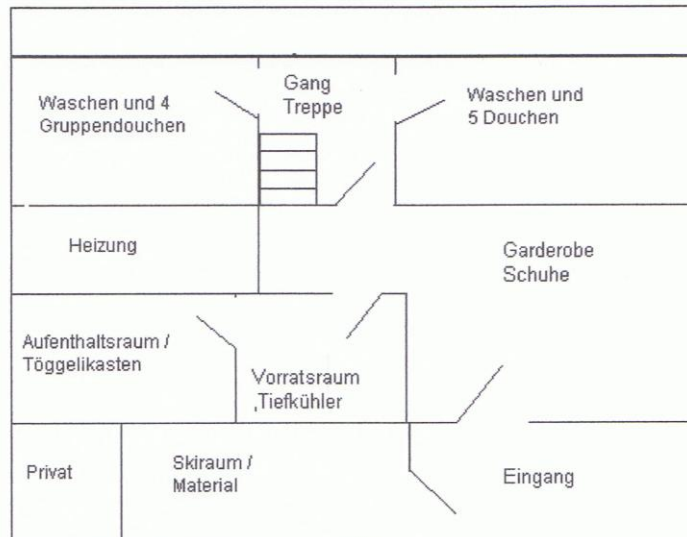 Waschen und 4
Gruppendouchen
Gang
Treppe
Waschen und
5 Douchen
Heizung
Garderobe
Schuhe
Aufenthaltsraum /
Töggelikasten
Vorratsraum
,Tiefkühler
Privat
Skiraum /
Material
Eingang